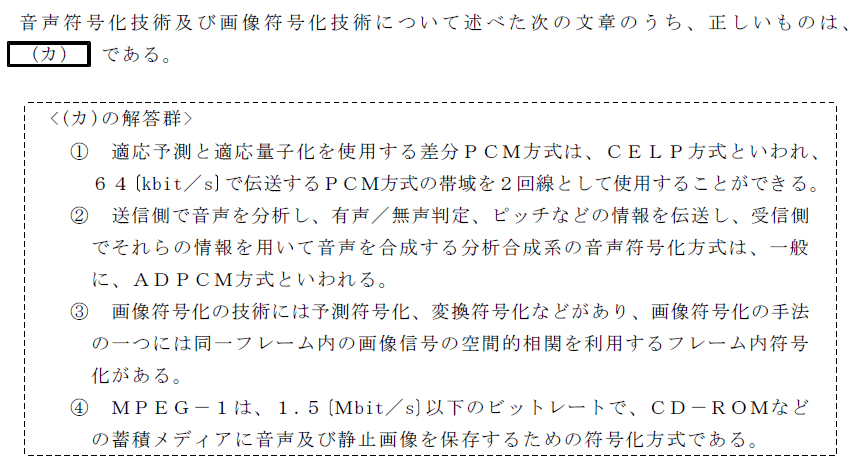 音声符号化技術及び画像符号化技術について述べた次の文章のうち、正しいものは、
(カ) である。
<(カ)の解答群>
① 適応予測と適応量子化を使用する差分ＰＣＭ方式は、ＣＥＬＰ方式といわれ、
６４〔kbit／s〕で伝送するＰＣＭ方式の帯域を２回線として使用することができる。
② 送信側で音声を分析し、有声／無声判定、ピッチなどの情報を伝送し、受信側
でそれらの情報を用いて音声を合成する分析合成系の音声符号化方式は、一般
に、ＡＤＰＣＭ方式といわれる。
③ 画像符号化の技術には予測符号化、変換符号化などがあり、画像符号化の手法
の一つには同一フレーム内の画像信号の空間的相関を利用するフレーム内符号
化がある。
④ ＭＰＥＧ－１は、１.５〔Mbit／s〕以下のビットレートで、ＣＤ－ＲＯＭなど
の蓄積メディアに音声及び静止画像を保存するための符号化方式である。